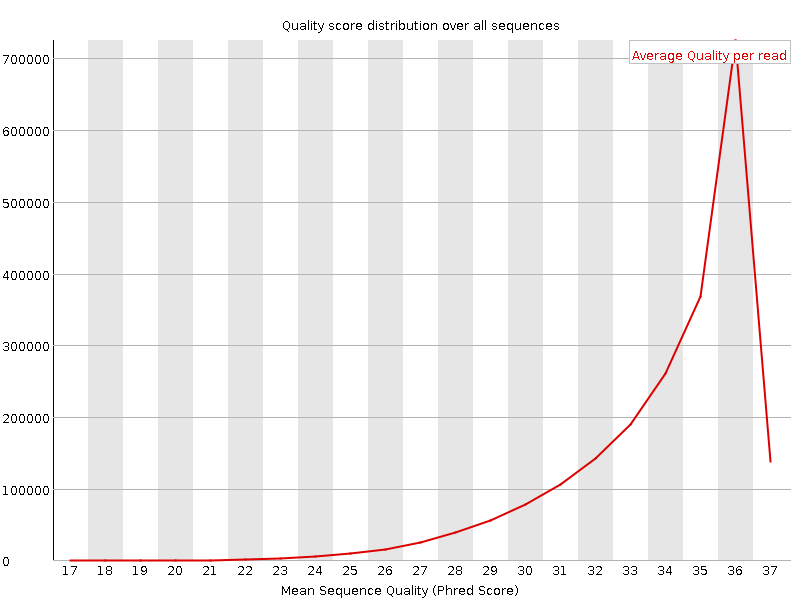 Quality score distribution over all sequences
Average Quality per read
700000
600000
500000
400000
300000
200000
100000
0
17 18 19 20 21 22 23 24 25 26 27 28 29 30 31 32 33 34 35 36 37
Mean Sequence Quality (Phred Score)